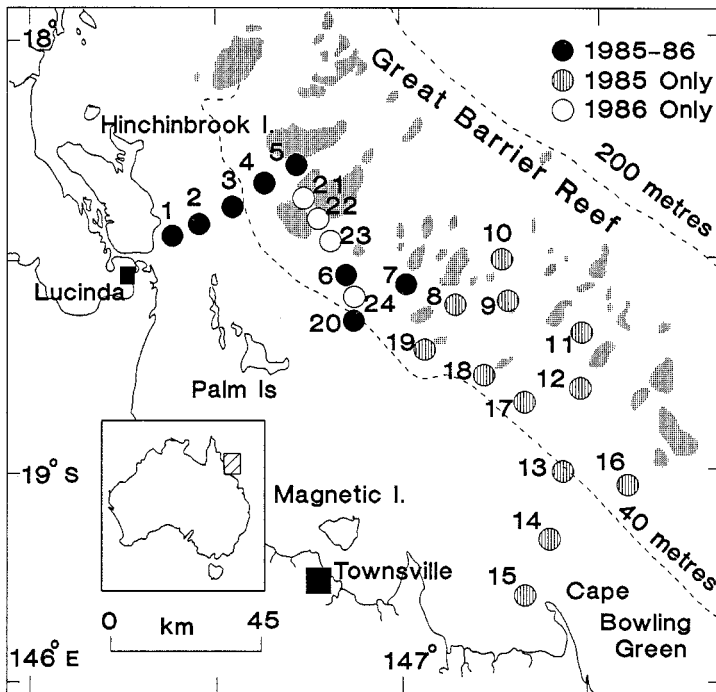 18°
1985-86
1985 Only
1986 Only
Great Barrier Reef
200 metres
Hinchinbrook I.
5
4
3
2
1
21
22
23
10
Lucinda
6
7
8
9
24
20
19
11
Palm Is
18
12
17
19° S
13
16
Magnetic I.
40 metres
14
Townsville
15
Cape
Bowling
Green
0 45
km
146° E
147°